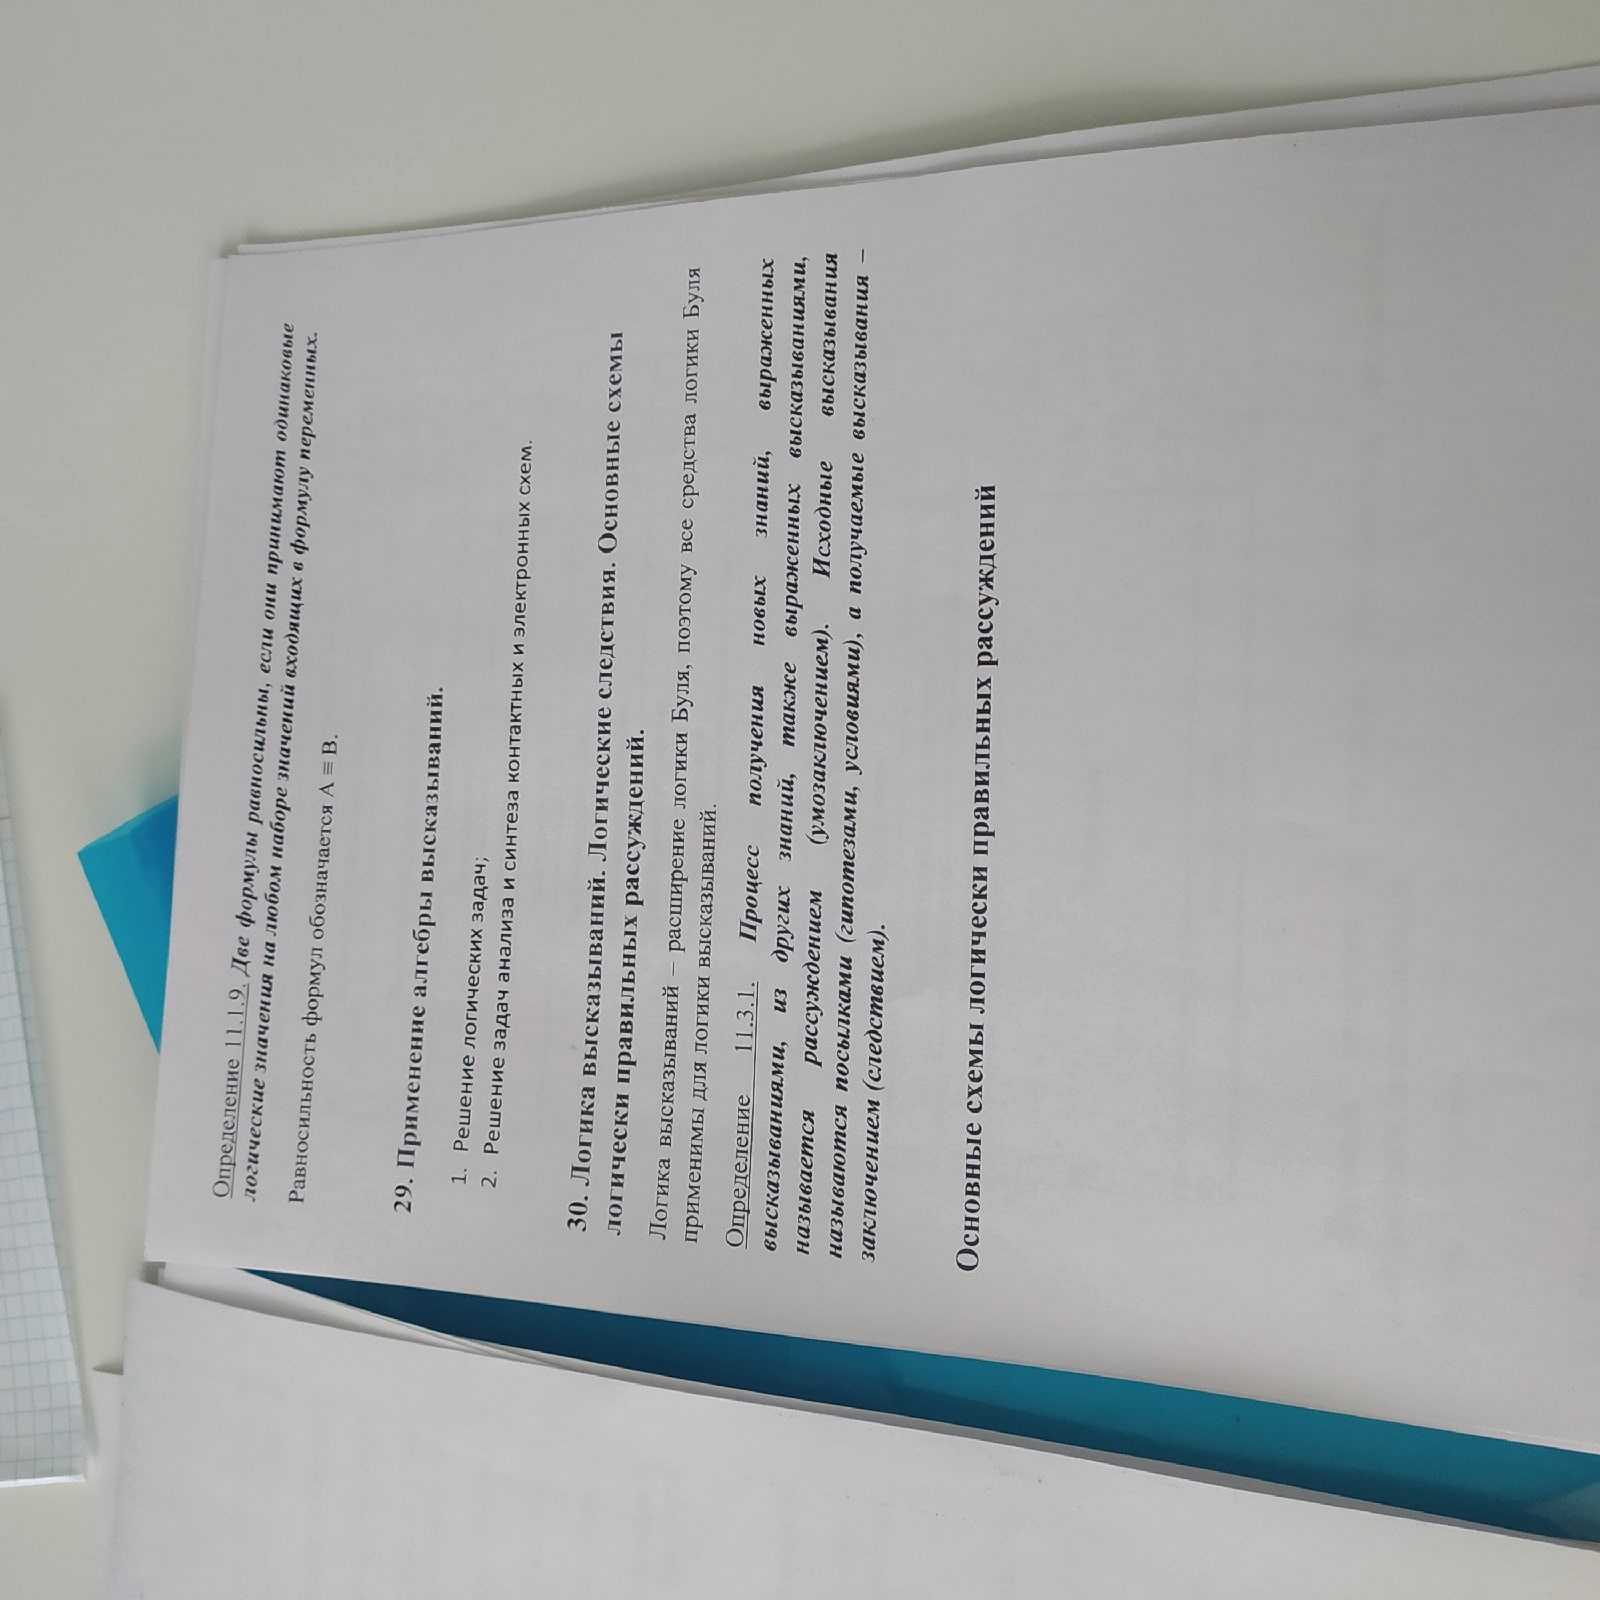 Определение 11.1.9. Две формулы равносильны, если они принимают одинаковые
логические значения на любом наборе значений входящих в формулу переменных.
Равносильность формул обозначается A ≡ B.
29. Применение алгебры высказываний.
1. Решение логических задач;
2. Решение задач анализа и синтеза контактных и электронных схем.
30. Логика высказываний. Логические следствия. Основные схемы
логически правильных рассуждений.
Логика высказываний – расширение логики Буля, поэтому все средства логики Буля
применимы для логики высказываний.
Определение 11.3.1. Процесс получения новых знаний, выраженных
высказываниями, из других знаний, также выраженных высказываниями,
называется рассуждением (умозаключением). Исходные высказывания
называются посылками (гипотезами, условиями), а получаемые высказывания –
заключением (следствием).
Основные схемы логически правильных рассуждений